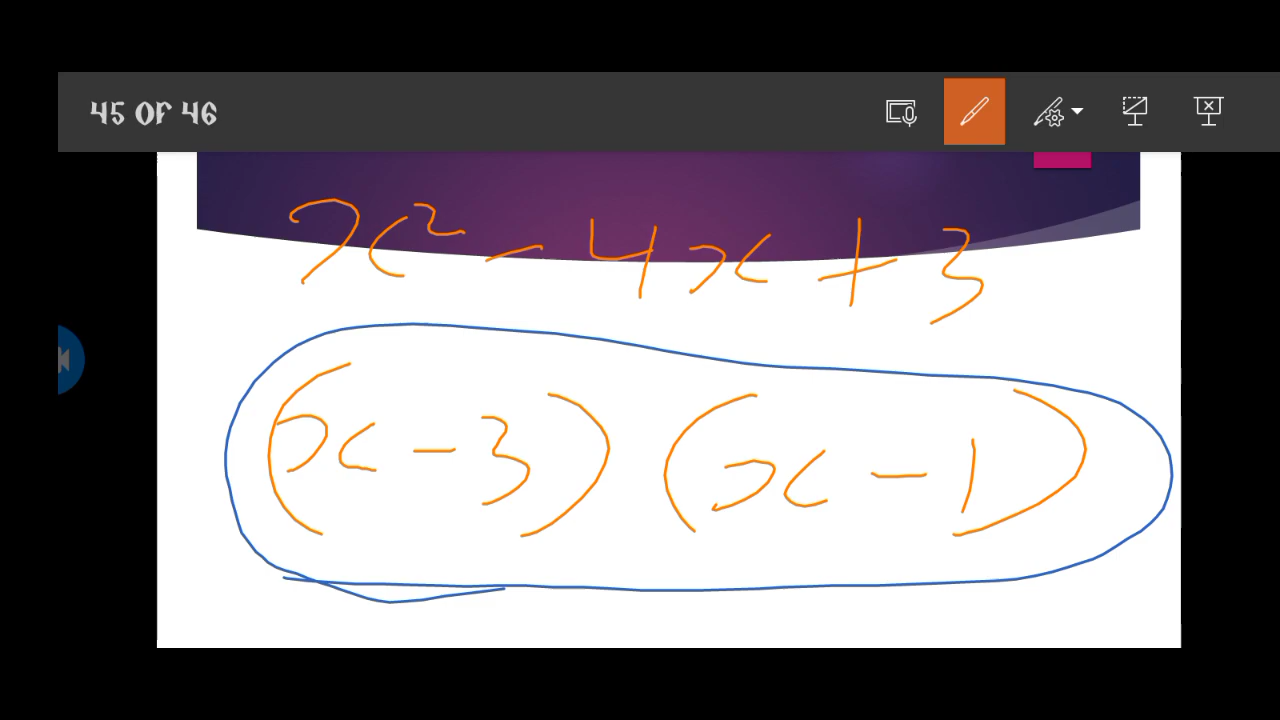 45 OF 46
x² - 4x + 3
(x - 3) (x - 1)